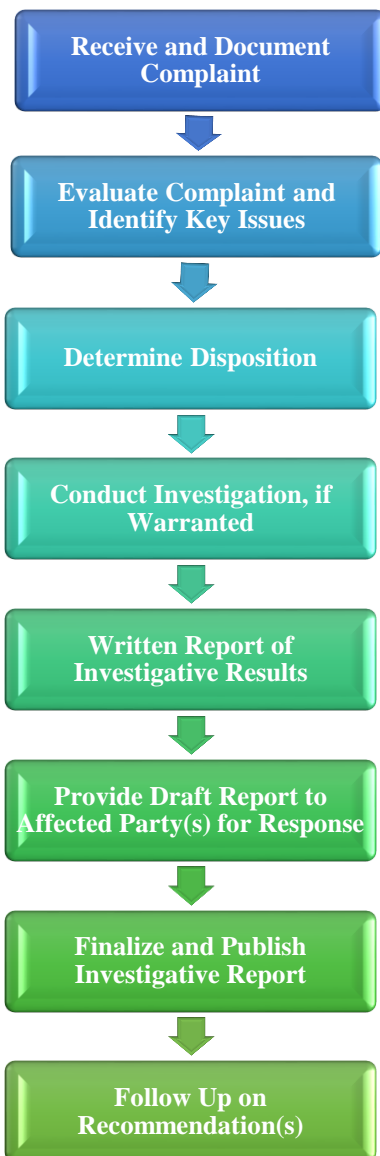 Receive and Document
Complaint
Evaluate Complaint and
Identify Key Issues
Determine Disposition
Conduct Investigation, if
Warranted
Written Report of
Investigative Results
Provide Draft Report to
Affected Party(s) for Response
Finalize and Publish
Investigative Report
Follow Up on
Recommendation(s)